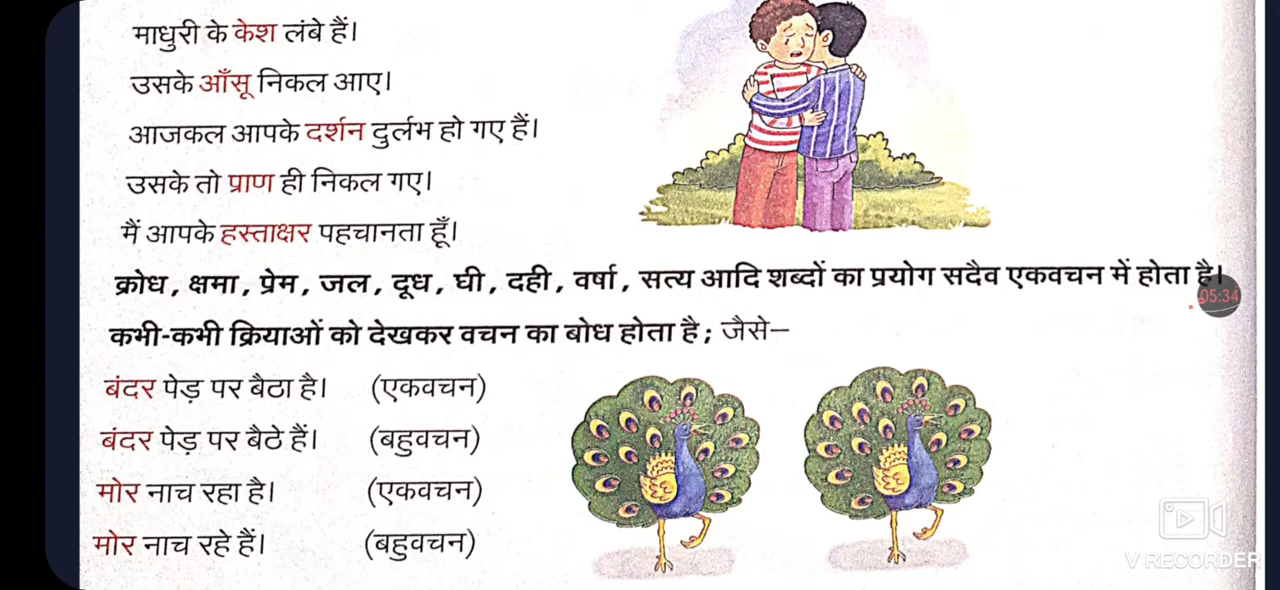 माधुरी के केश लंबे हैं।
उसके आँसू निकल आए।
आजकल आपके दर्शन दुर्लभ हो गए हैं।
उसके तो प्राण ही निकल गए।
मैं आपके हस्ताक्षर पहचानता हूँ।
क्रोध, क्षमा, प्रेम, जल, दूध, घी, दही, वर्षा, सत्य आदि शब्दों का प्रयोग सदैव एकवचन में होता है।
05:34
कभी-कभी क्रियाओं को देखकर वचन का बोध होता है; जैसे–
बंदर पेड़ पर बैठा है। (एकवचन)
बंदर पेड़ पर बैठे हैं। (बहुवचन)
मोर नाच रहा है। (एकवचन)
मोर नाच रहे हैं। (बहुवचन)
V RECORDER